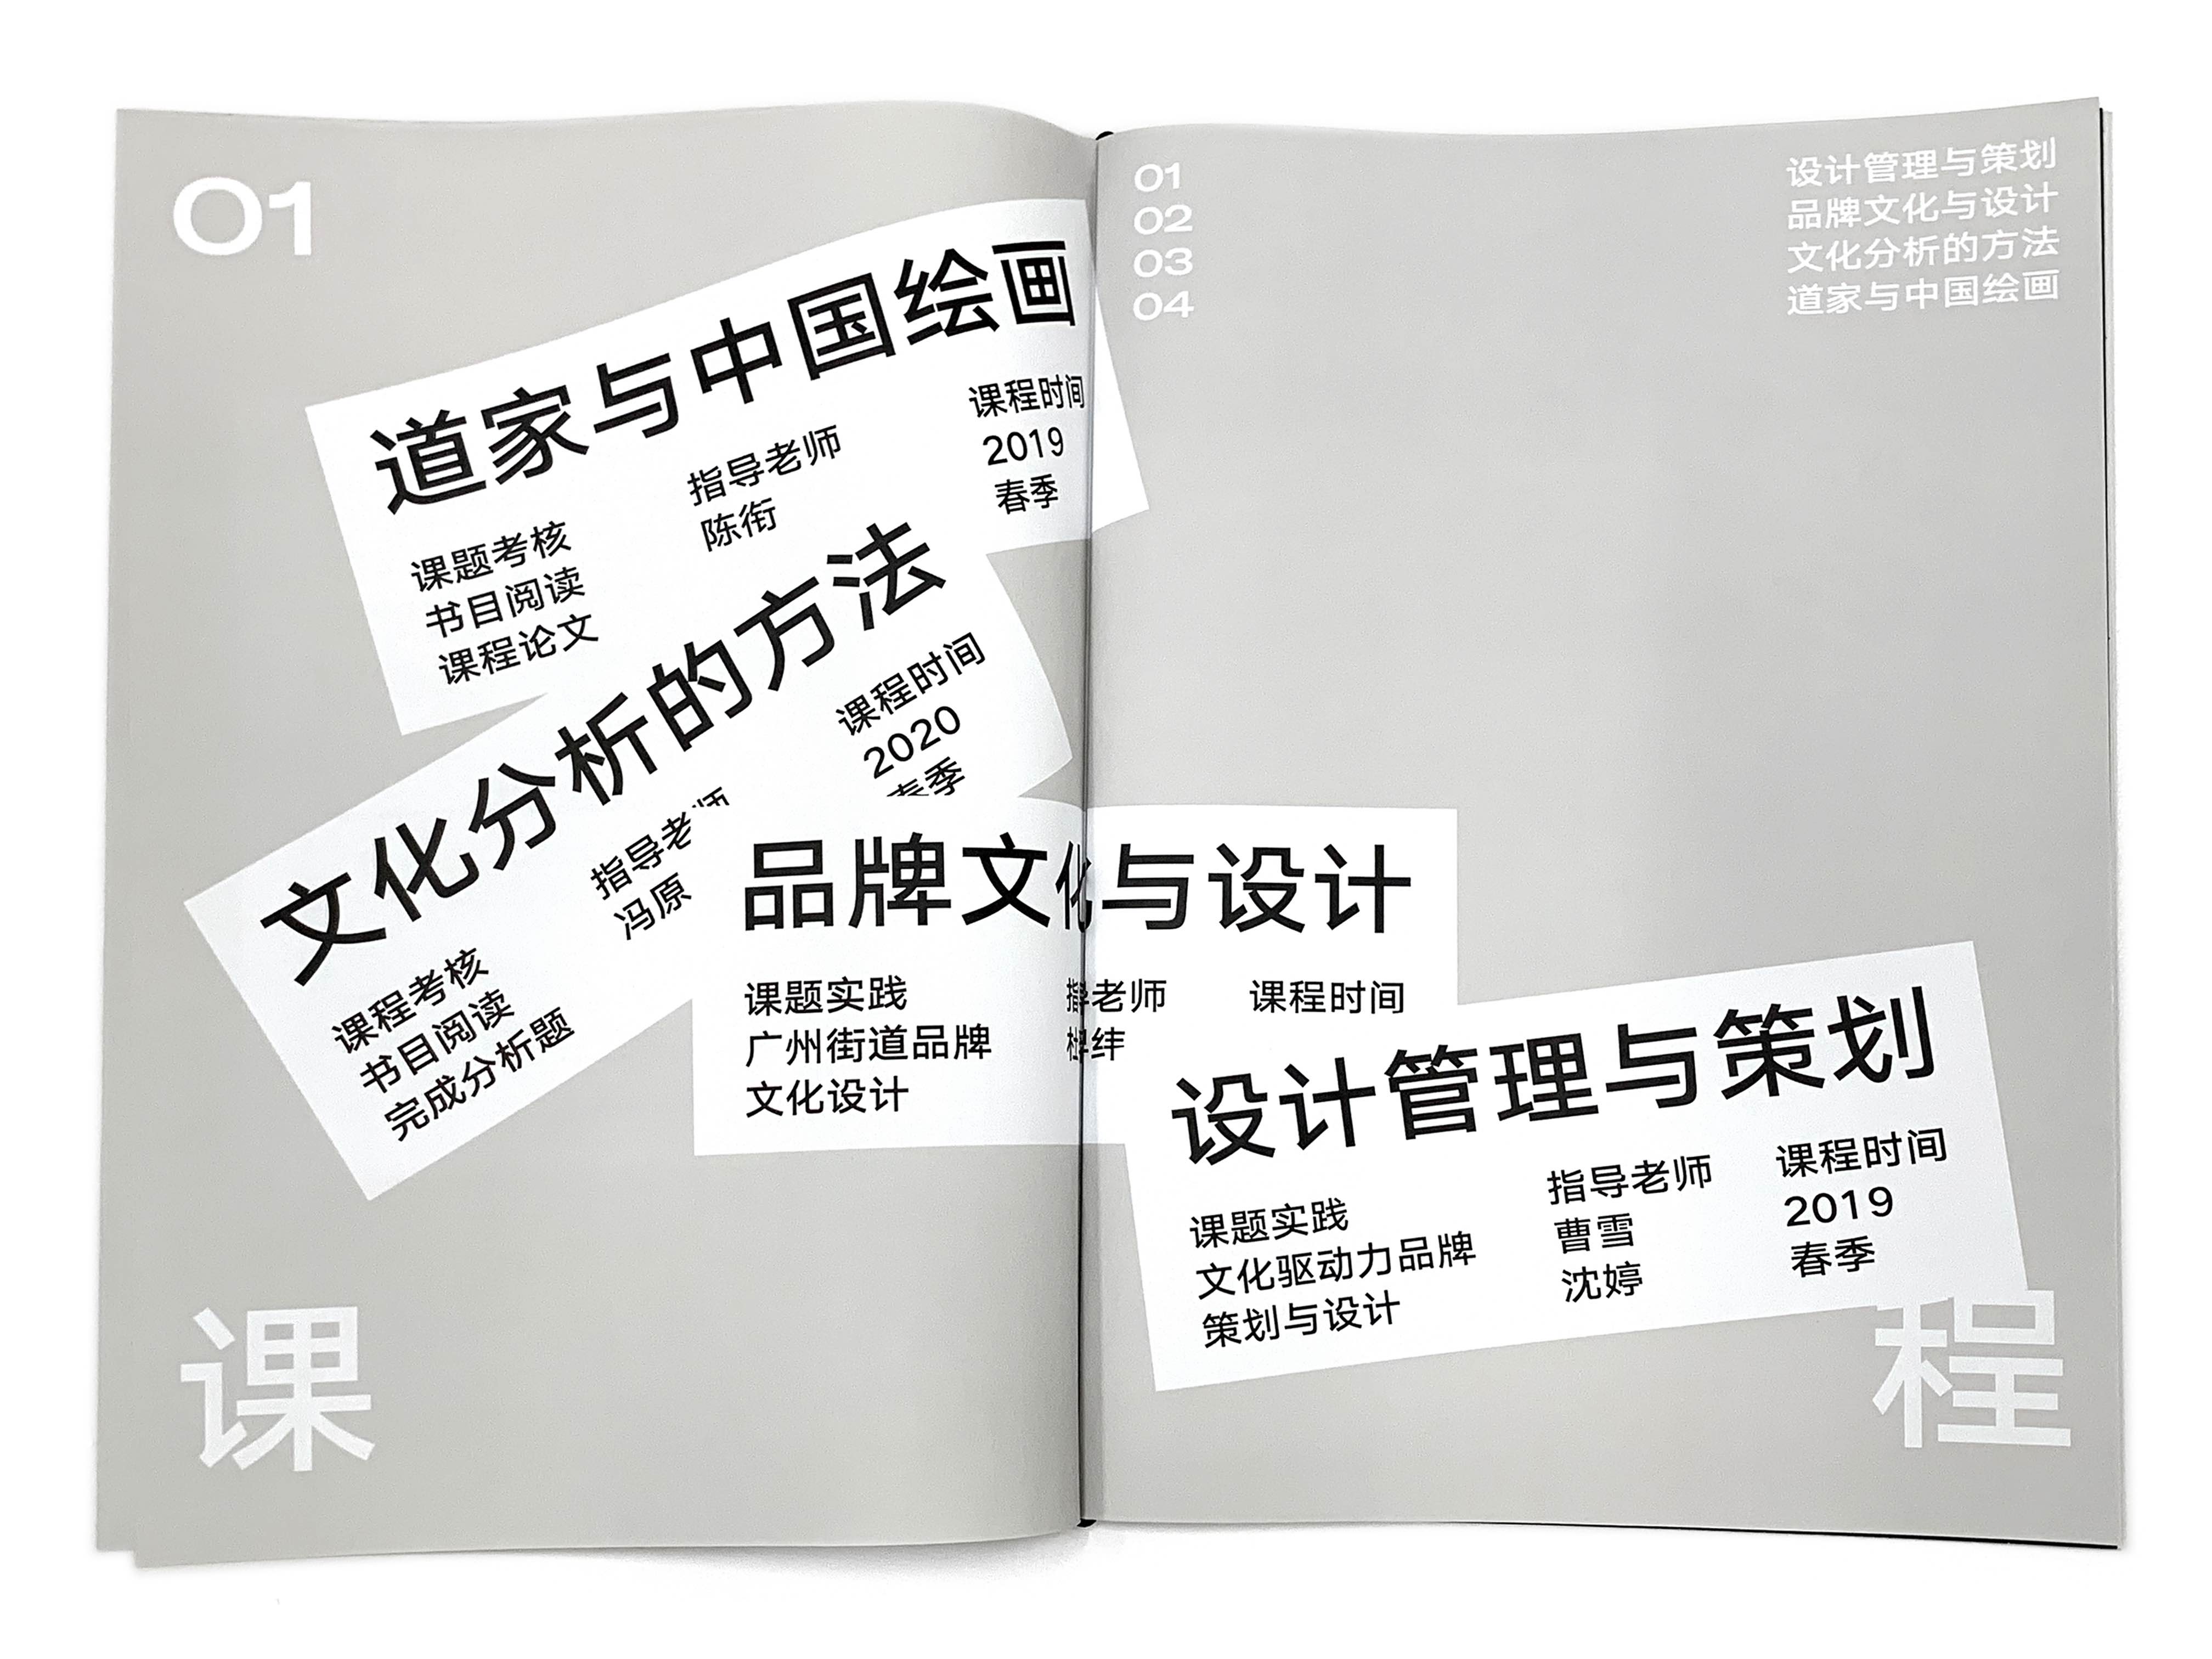 01
道家与中国绘画
课题考核
书目阅读
课程论文
指导老师
陈衔
课程时间
2019
春季
文化分析的方法
课程考核
书目阅读
完成分析题
指导老师
冯原
课程时间
2020
春季
品牌文化与设计
课题实践
广州街道品牌
文化设计
指导老师
课程时间
课
01
02
03
04
设计管理与策划
品牌文化与设计
文化分析的方法
道家与中国绘画
设计管理与策划
课题实践
文化驱动力品牌
策划与设计
指导老师
曹雪
沈婷
课程时间
2019
春季
程